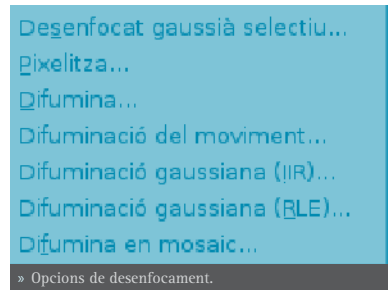 Desenfocat gaussià selectiu...
Pixelitza...
Difumina...
Difuminació del moviment...
Difuminació gaussiana (IIR)...
Difuminació gaussiana (RLE)...
Difumina en mosaic...
» Opcions de desenfocament.